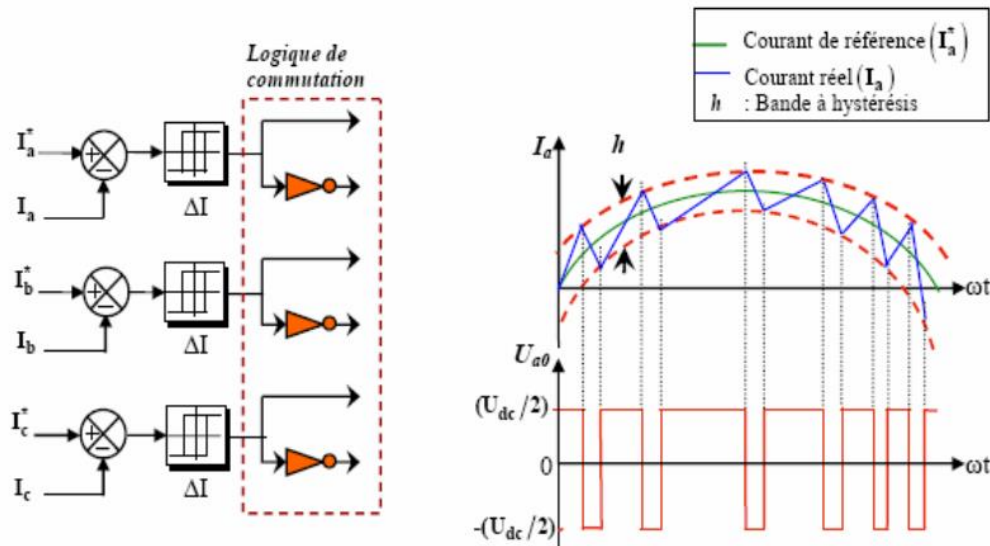 Logique de
commutation
I*a
Ia
ΔI
I*b
Ib
ΔI
I*c
Ic
ΔI
Courant de référence (I*a)
Courant réel (Ia)
h : Bande à hystérésis
Ia
h
ωt
Ua0
(Udc/2)
0
ωt
-(Udc/2)